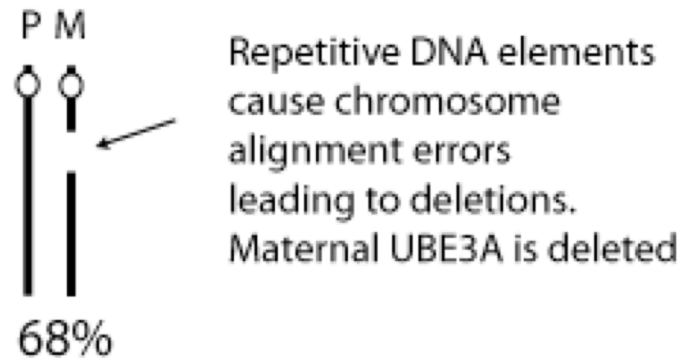 P M
Repetitive DNA elements
cause chromosome
alignment errors
leading to deletions.
Maternal UBE3A is deleted
68%